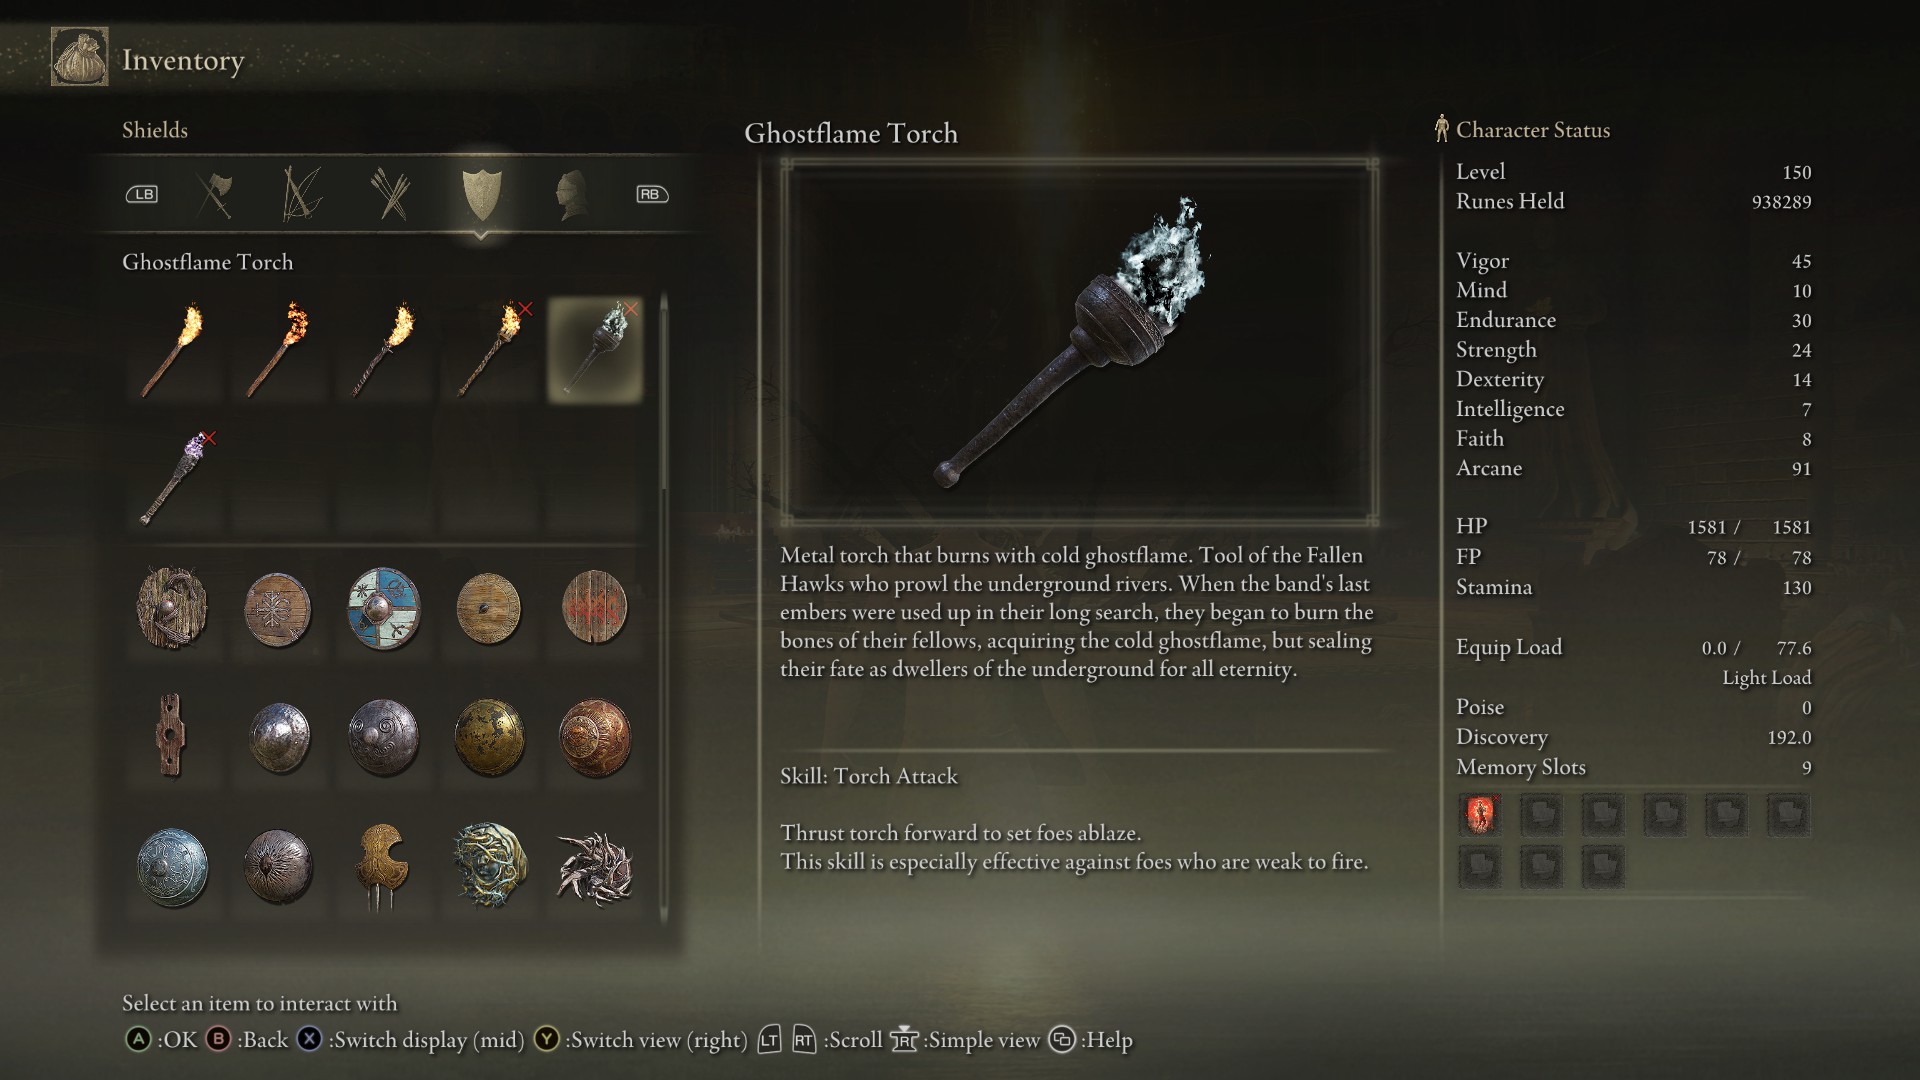 Inventory
Shields
LB
RB
Ghostflame Torch
Ghostflame Torch
Metal torch that burns with cold ghostflame. Tool of the Fallen
Hawks who prowl the underground rivers. When the band's last
embers were used up in their long search, they began to burn the
bones of their fellows, acquiring the cold ghostflame, but sealing
their fate as dwellers of the underground for all eternity.
Skill: Torch Attack
Thrust torch forward to set foes ablaze.
This skill is especially effective against foes who are weak to fire.
Character Status
Level 150
Runes Held 938289
Vigor 45
Mind 10
Endurance 30
Strength 24
Dexterity 14
Intelligence 7
Faith 8
Arcane 91
HP 1581 / 1581
FP 78 / 78
Stamina 130
Equip Load 0.0 / 77.6
Light Load
Poise 0
Discovery 192.0
Memory Slots 9
Select an item to interact with
A :OK B :Back X :Switch display (mid) Y :Switch view (right) LT RT :Scroll R :Simple view :Help